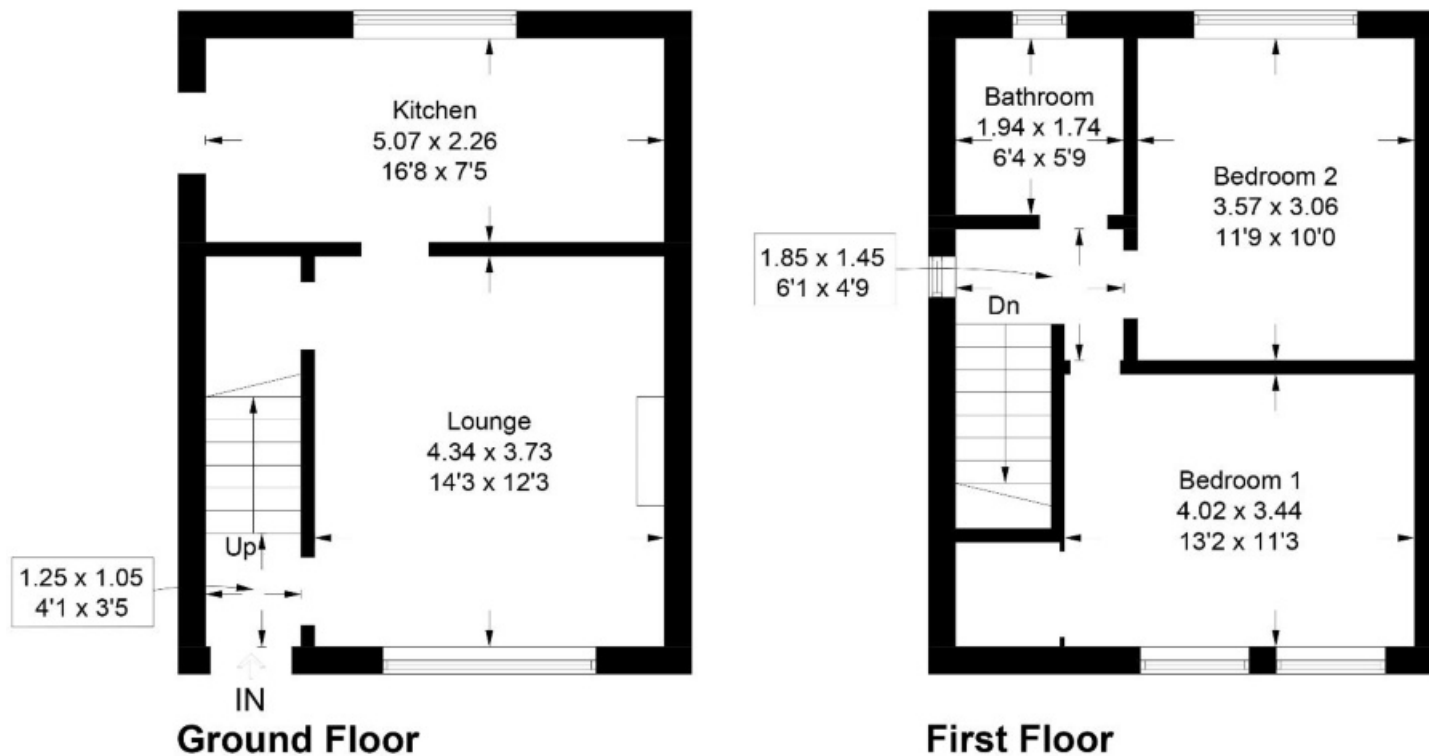 Kitchen
5.07 x 2.26
16'8 x 7'5
Lounge
4.34 x 3.73
14'3 x 12'3
Up
1.25 x 1.05
4'1 x 3'5
IN
Ground Floor
Bathroom
1.94 x 1.74
6'4 x 5'9
Bedroom 2
3.57 x 3.06
11'9 x 10'0
1.85 x 1.45
6'1 x 4'9
Dn
Bedroom 1
4.02 x 3.44
13'2 x 11'3
First Floor